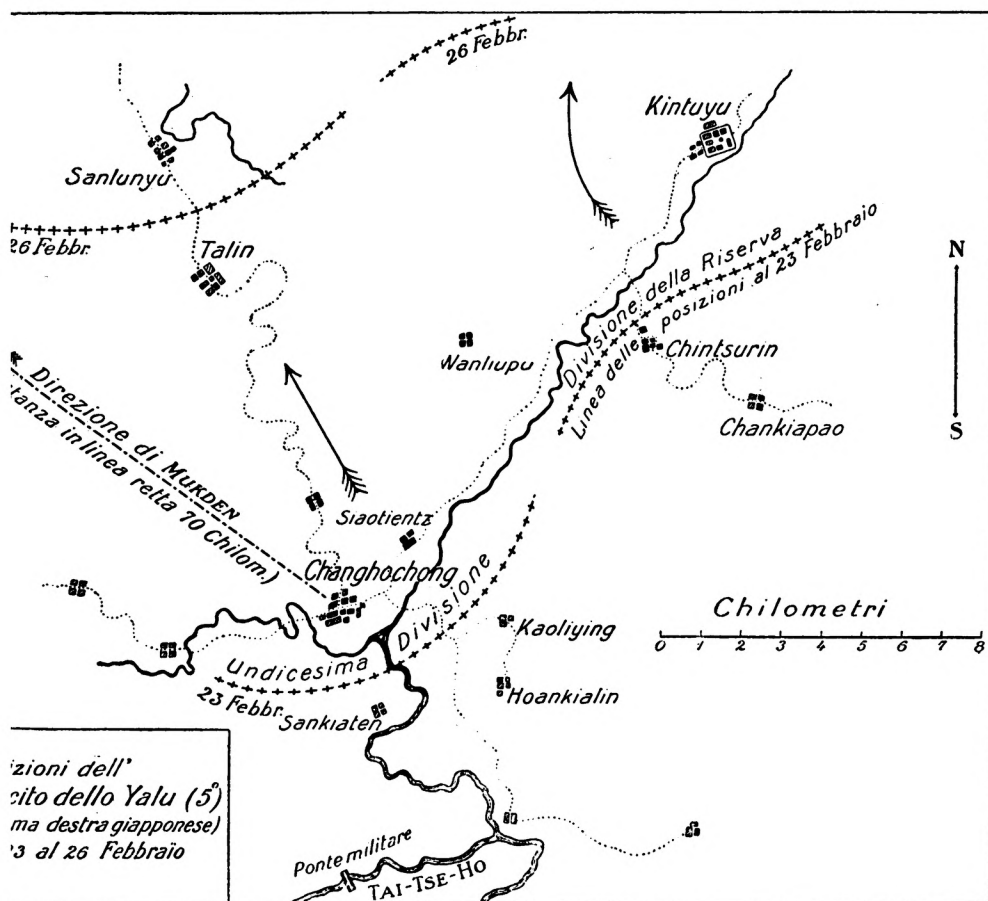 26 Febbr.
Kintuyu
Sanlunyu
26 Febbr.
Talin
N
S
Divisione della Riserva
Linea delle posizioni al 23 Febbraio
Wanliupu
Chintsurin
Chankiapao
Direzione di MUKDEN
tanza in linea retta 70 Chilom.)
Siaotientz
Changhochong
Undicesima Divisione
23 Febbr.
Kaoliying
Hoankialin
Sankiaten
Chilometri
0 1 2 3 4 5 6 7 8
izioni dell'
cito dello Yalu (5°)
ma destra giapponese)
23 al 26 Febbraio
Ponte militare
TAI-TSE-HO